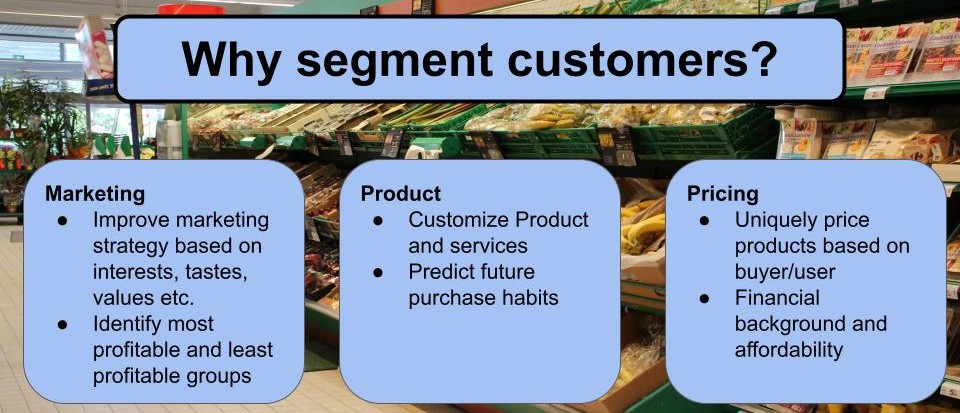 Why segment customers?
Marketing
● Improve marketing
strategy based on
interests, tastes,
values etc.
● Identify most
profitable and least
profitable groups
Product
● Customize Product
and services
● Predict future
purchase habits
Pricing
● Uniquely price
products based on
buyer/user
● Financial
background and
affordability